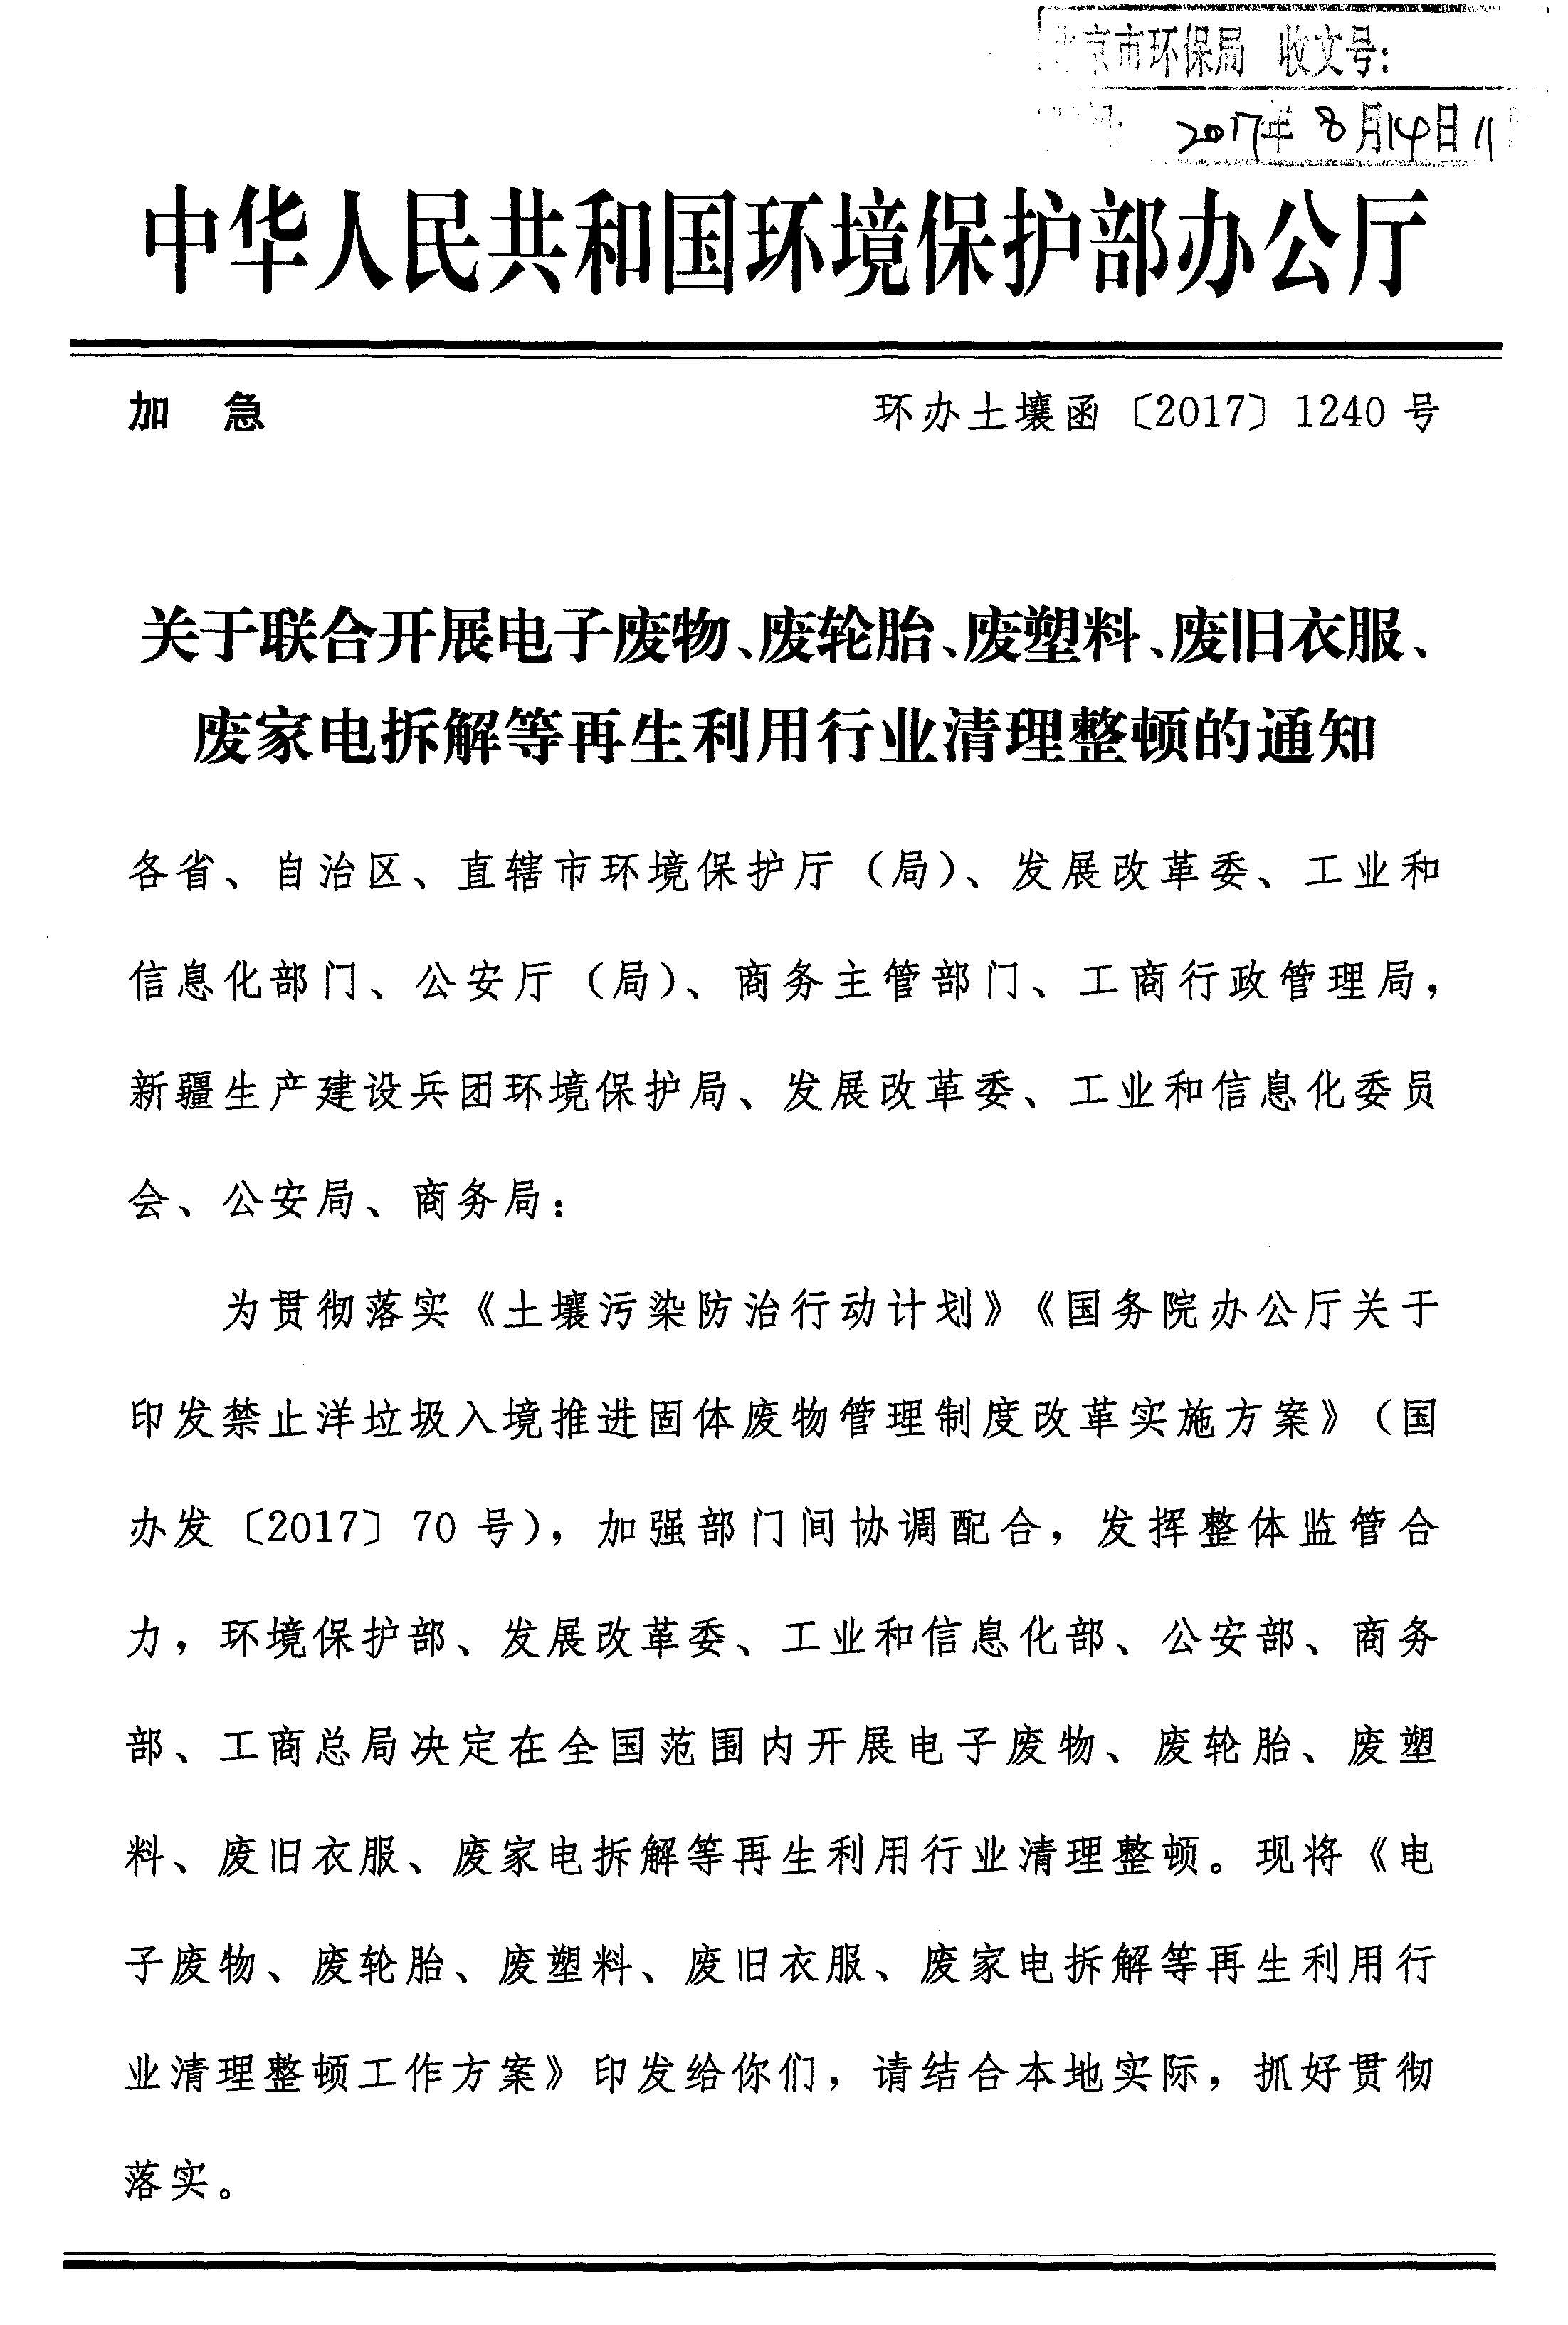 北京市环保局 收文号:
2017年8月14日11
中华人民共和国环境保护部办公厅
加 急 环办土壤函〔2017〕1240号
关于联合开展电子废物、废轮胎、废塑料、废旧衣服、
废家电拆解等再生利用行业清理整顿的通知
各省、自治区、直辖市环境保护厅（局）、发展改革委、工业和
信息化部门、公安厅（局）、商务主管部门、工商行政管理局，
新疆生产建设兵团环境保护局、发展改革委、工业和信息化委员
会、公安局、商务局：
为贯彻落实《土壤污染防治行动计划》《国务院办公厅关于
印发禁止洋垃圾入境推进固体废物管理制度改革实施方案》（国
办发〔2017〕70号），加强部门间协调配合，发挥整体监管合
力，环境保护部、发展改革委、工业和信息化部、公安部、商务
部、工商总局决定在全国范围内开展电子废物、废轮胎、废塑
料、废旧衣服、废家电拆解等再生利用行业清理整顿。现将《电
子废物、废轮胎、废塑料、废旧衣服、废家电拆解等再生利用行
业清理整顿工作方案》印发给你们，请结合本地实际，抓好贯彻
落实。